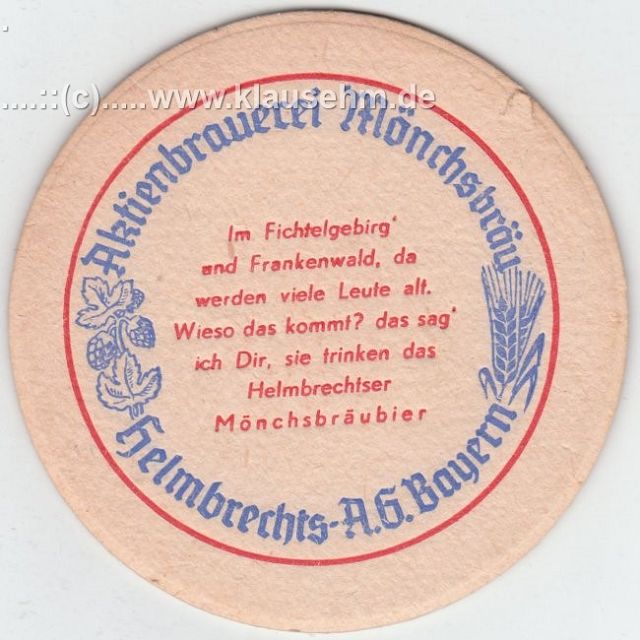 .....::(c).....www.klausehm.de
Aktienbrauerei Mönchsbräu
Im Fichtelgebirg'
und Frankenwald, da
werden viele Leute alt.
Wieso das kommt? das sag'
ich Dir, sie trinken das
Helmbrechtser
Mönchsbräubier
Helmbrechts-A.G. Bayern